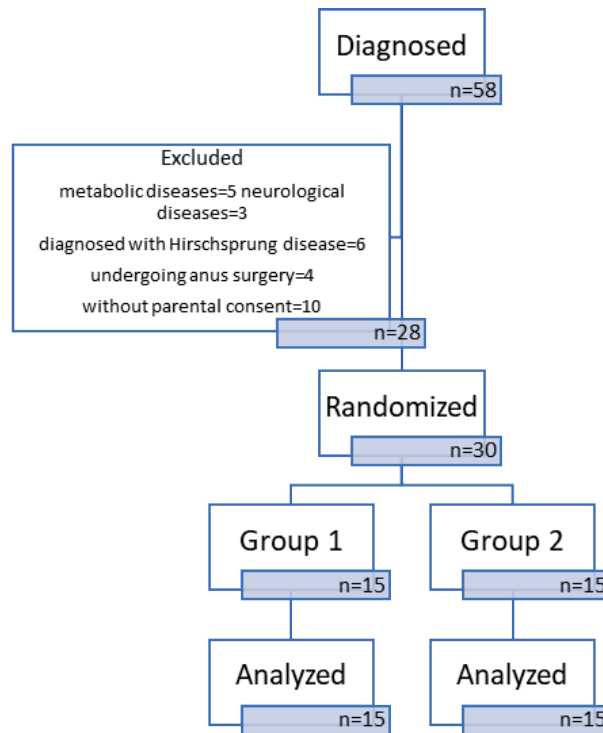 Diagnosed
n=58
Excluded
metabolic diseases=5 neurological
diseases=3
diagnosed with Hirschsprung disease=6
undergoing anus surgery=4
without parental consent=10
n=28
Randomized
n=30
Group 1
n=15
Group 2
n=15
Analyzed
n=15
Analyzed
n=15